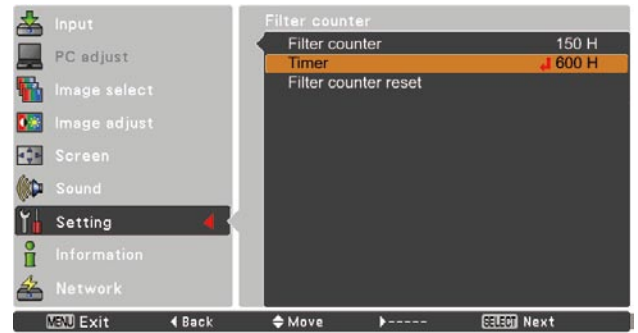 Input
PC adjust
Image select
Image adjust
Screen
Sound
Setting
Information
Network
Filter counter
Filter counter 150 H
Timer 600 H
Filter counter reset
MENU Exit Back Move ----- SELECT Next